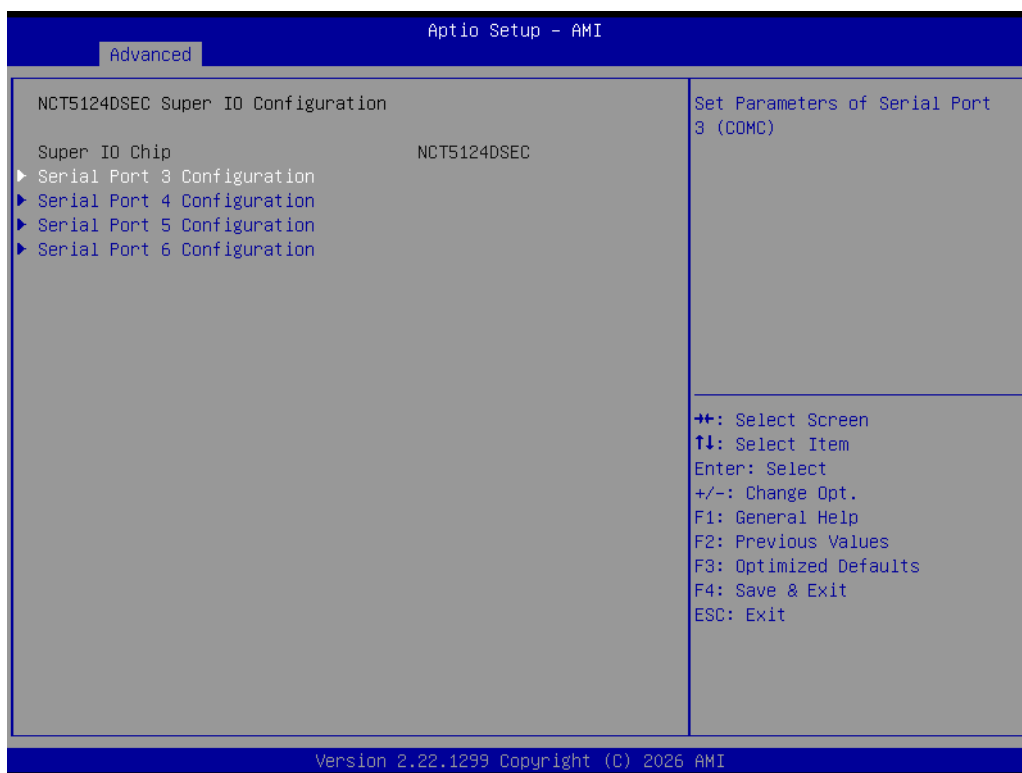 Aptio Setup – AMI
Advanced
NCT5124DSEC Super IO Configuration
Super IO Chip NCT5124DSEC
Serial Port 3 Configuration
Serial Port 4 Configuration
Serial Port 5 Configuration
Serial Port 6 Configuration
Set Parameters of Serial Port
3 (COMC)
→←: Select Screen
↑↓: Select Item
Enter: Select
+/-: Change Opt.
F1: General Help
F2: Previous Values
F3: Optimized Defaults
F4: Save & Exit
ESC: Exit
Version 2.22.1299 Copyright (C) 2026 AMI